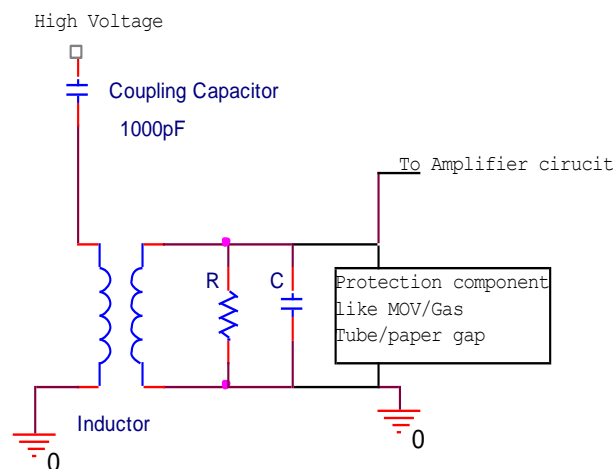 High Voltage
Coupling Capacitor
1000pF
To Amplifier cirucit
R
C
Protection component
like MOV/Gas
Tube/paper gap
Inductor
0
0